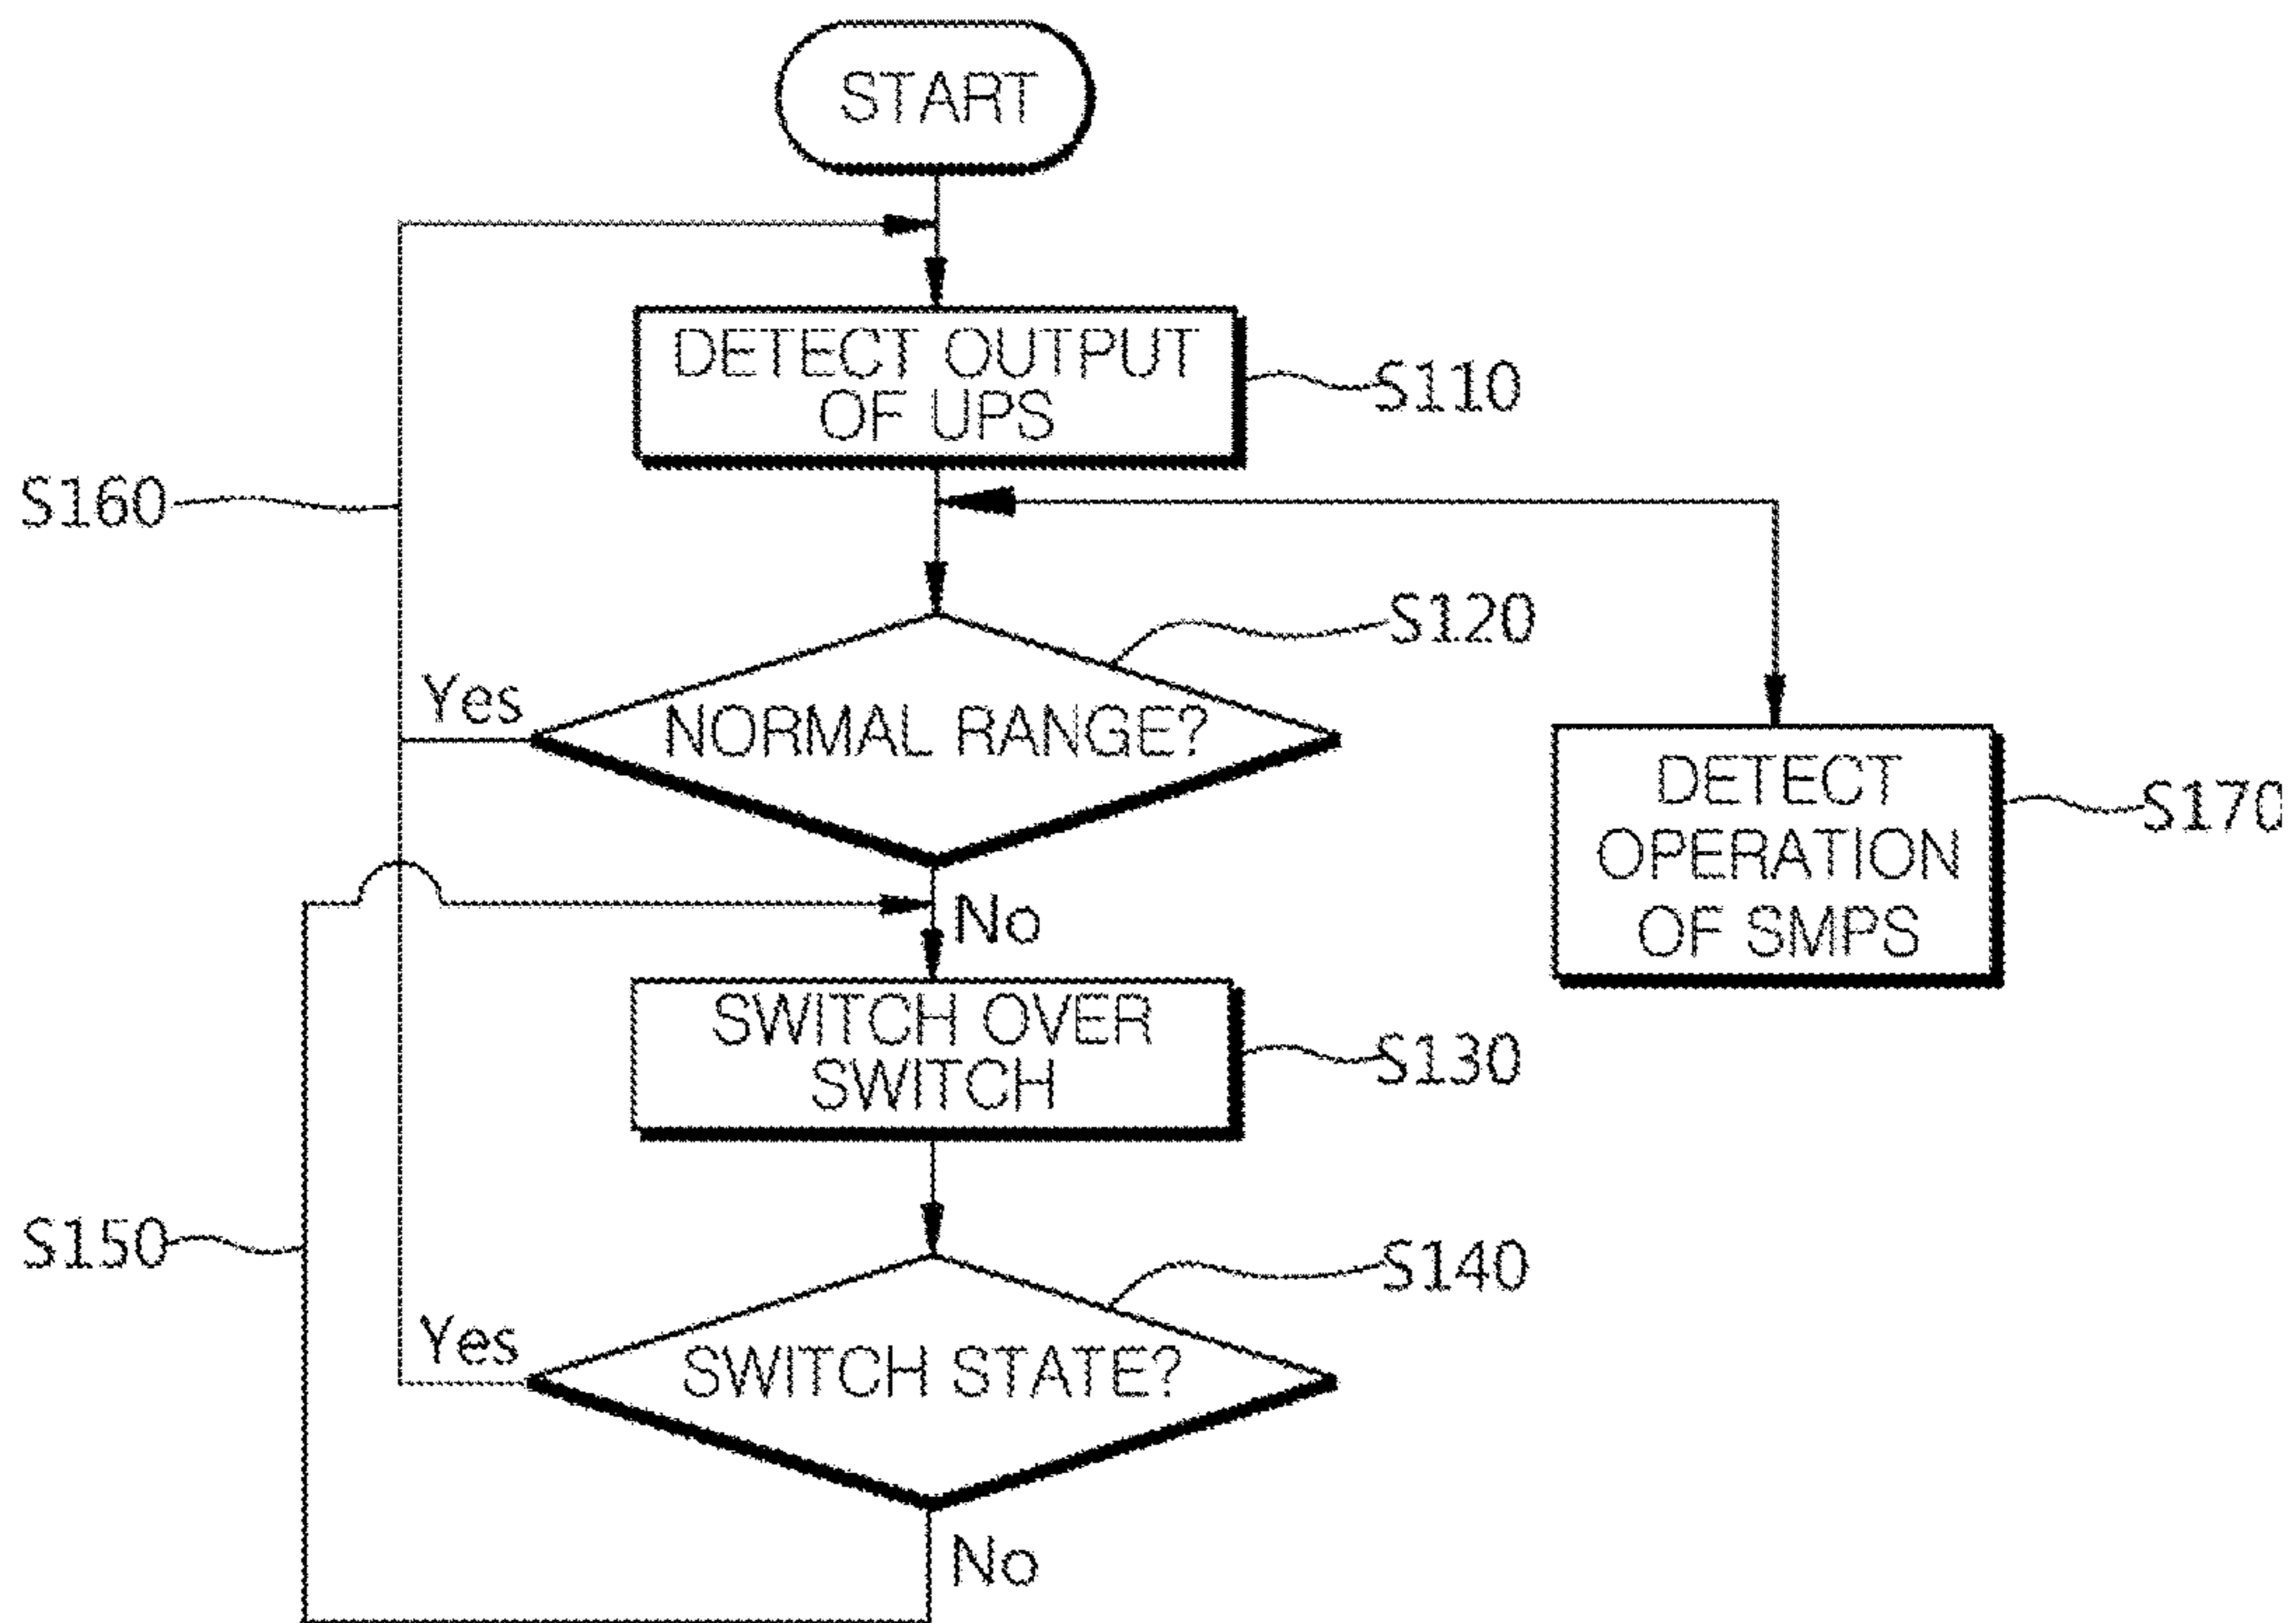 START
DETECT OUTPUT
OF UPS
S110
S160
S120
Yes
NORMAL RANGE?
DETECT
OPERATION
OF SMPS
S170
No
SWITCH OVER
SWITCH
S130
S150
S140
Yes
SWITCH STATE?
No